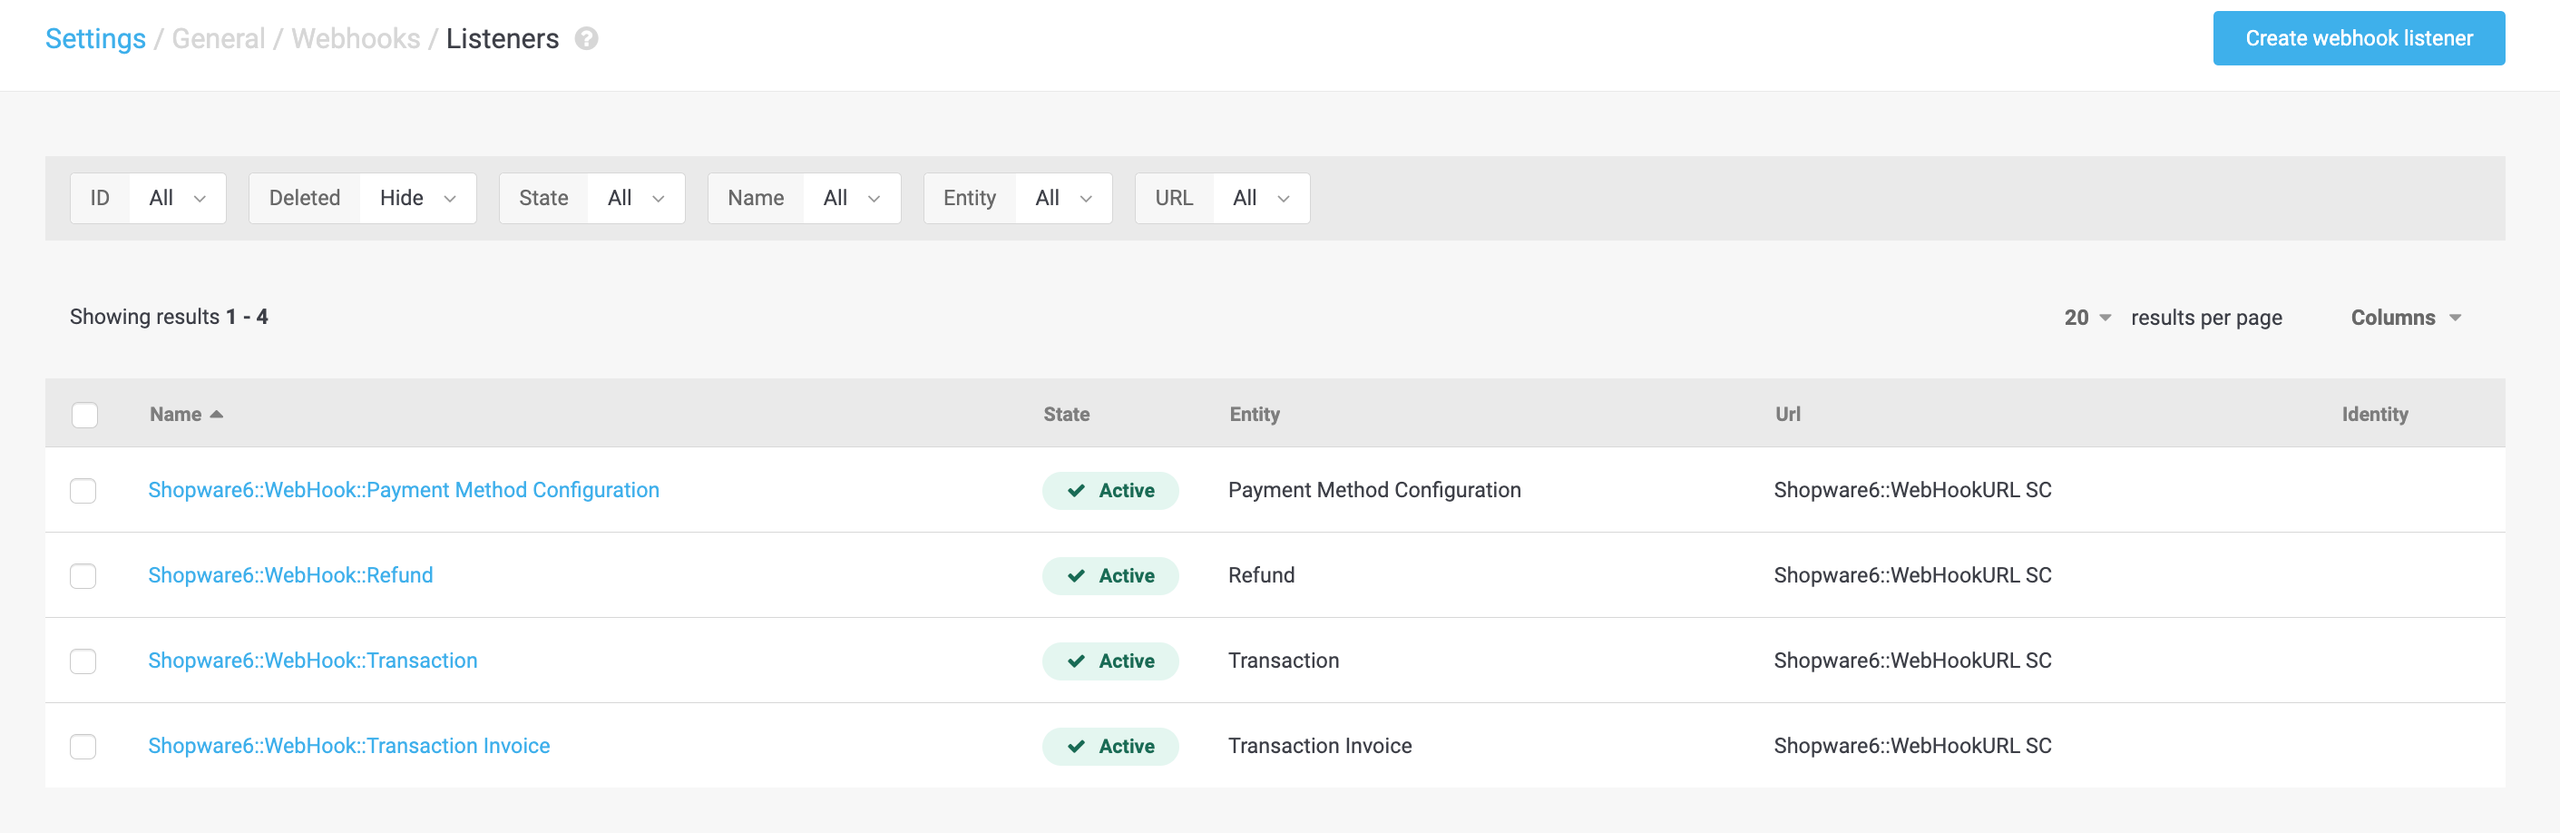 Settings / General / Webhooks / Listeners ?
Create webhook listener
ID All Deleted Hide State All Name All Entity All URL All
Showing results 1 - 4
20 results per page Columns
Name State Entity Url Identity
Shopware6::WebHook::Payment Method Configuration Active Payment Method Configuration Shopware6::WebHookURL SC
Shopware6::WebHook::Refund Active Refund Shopware6::WebHookURL SC
Shopware6::WebHook::Transaction Active Transaction Shopware6::WebHookURL SC
Shopware6::WebHook::Transaction Invoice Active Transaction Invoice Shopware6::WebHookURL SC